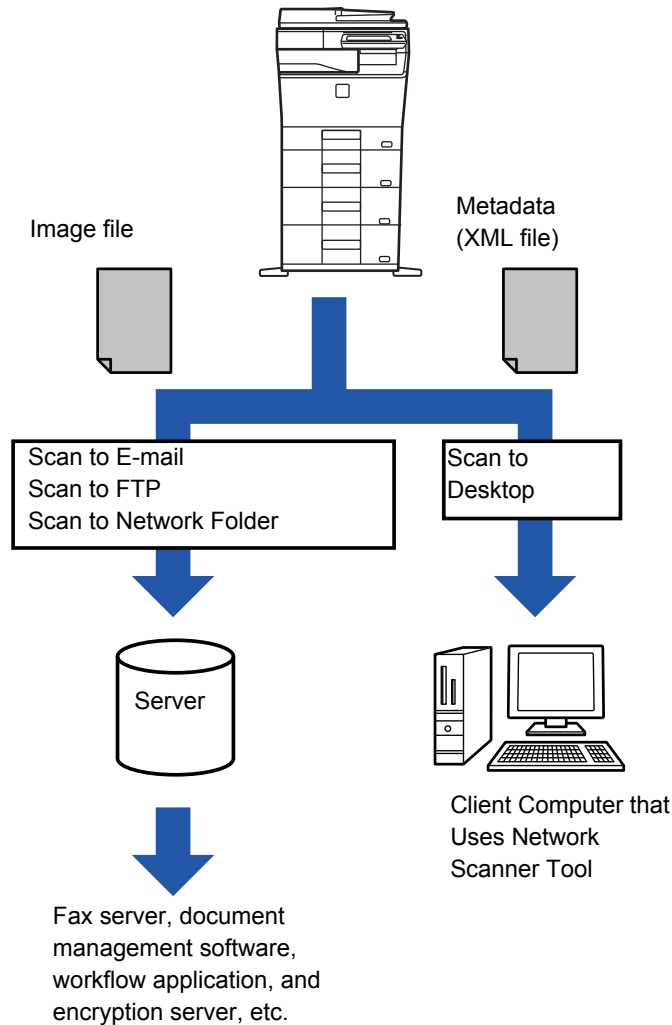 Image file
Metadata
(XML file)
Scan to E-mail
Scan to FTP
Scan to Network Folder
Scan to
Desktop
Server
Client Computer that
Uses Network
Scanner Tool
Fax server, document
management software,
workflow application, and
encryption server, etc.